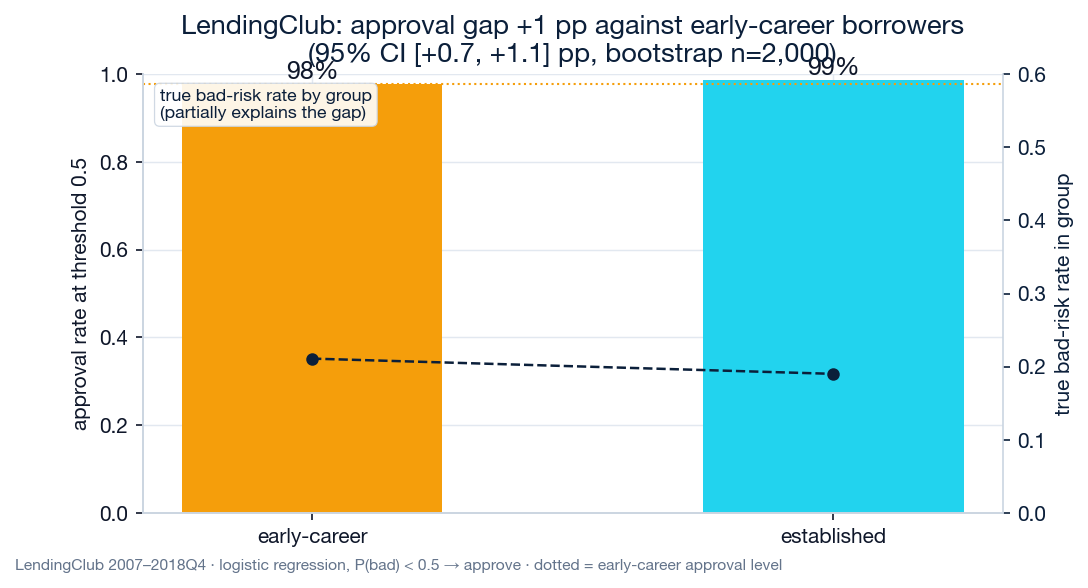 LendingClub: approval gap +1 pp against early-career borrowers
(95% CI [+0.7, +1.1] pp, bootstrap n=2,000)
98%
99%
true bad-risk rate by group
(partially explains the gap)
approval rate at threshold 0.5
1.0
0.8
0.6
0.4
0.2
0.0
0.6
0.5
0.4
0.3
0.2
0.1
0.0
true bad-risk rate in group
early-career
established
LendingClub 2007–2018Q4 · logistic regression, P(bad) < 0.5 → approve · dotted = early-career approval level